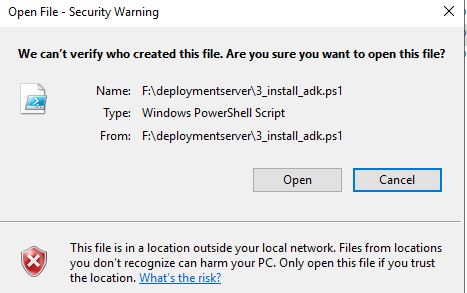 Open File - Security Warning
We can't verify who created this file. Are you sure you want to open this file?
Name: F:\deploymentserver\3_install_adk.ps1
Type: Windows PowerShell Script
From: F:\deploymentserver\3_install_adk.ps1
Open Cancel
This file is in a location outside your local network. Files from locations
you don't recognize can harm your PC. Only open this file if you trust
the location. What's the risk?